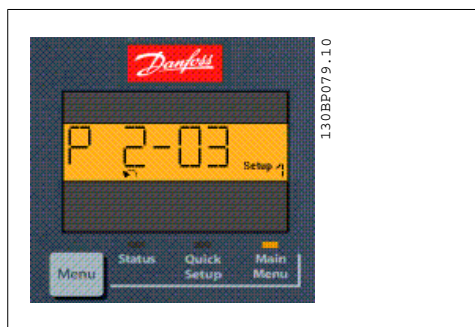 Danfoss
P 2-03
Setup 1
Status Quick Setup Main Menu
Menu
130BP079.10